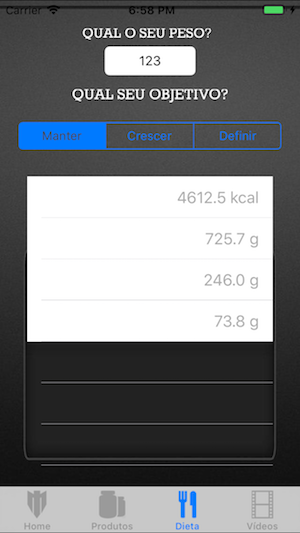 Carrier 6:58 PM
QUAL O SEU PESO?
123
QUAL SEU OBJETIVO?
Manter Crescer Definir
4612.5 kcal
725.7 g
246.0 g
73.8 g
Home Produtos Dieta Vídeos